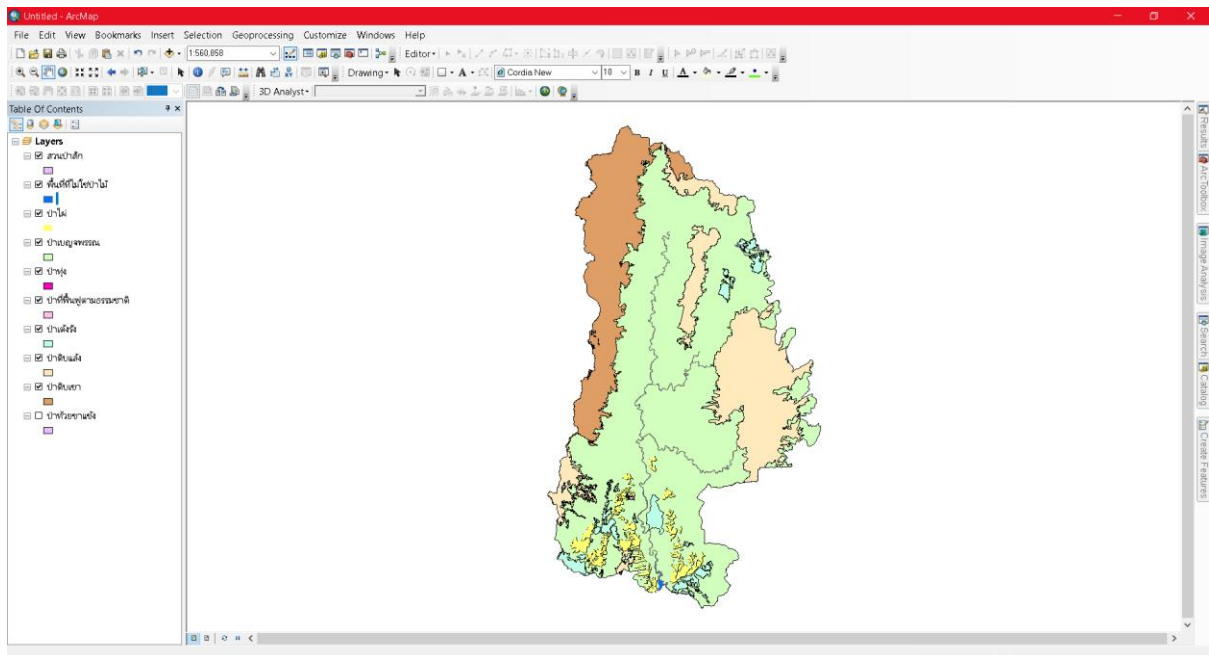 Untitled - ArcMap
File Edit View Bookmarks Insert Selection Geoprocessing Customize Windows Help
1:560,858 Editor
Drawing A Cordia New 10 B I U A
3D Analyst
Table Of Contents
Layers
สวนป่าสัก
พื้นที่ที่ไม่ใช่ป่าไม้
ป่าไผ่
ป่าเบญจพรรณ
ป่าทุ่ง
ป่าที่ฟื้นฟูตามธรรมชาติ
ป่าเต็งรัง
ป่าดิบแล้ง
ป่าดิบเขา
ป่าห้วยขาแข้ง
Results
ArcToolbox
Image Analysis
Search
Catalog
Create Features